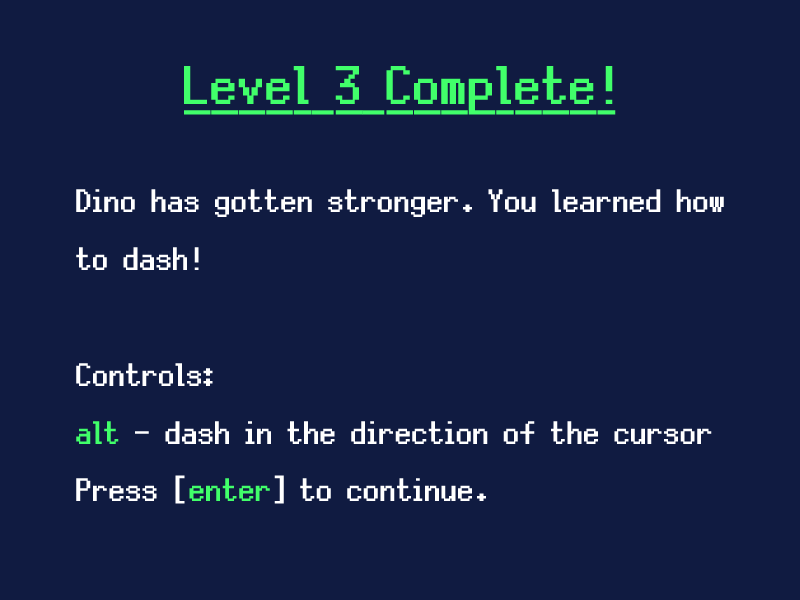 Level 3 Complete!
Dino has gotten stronger. You learned how
to dash!
Controls:
alt - dash in the direction of the cursor
Press [enter] to continue.